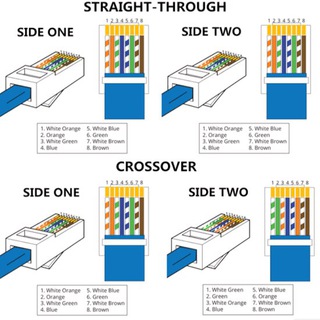 STRAIGHT-THROUGH
SIDE ONE
1 2 3 4 5 6 7 8
SIDE TWO
1 2 3 4 5 6 7 8
1. White Orange 5. White Blue
2. Orange 6. Green
3. White Green 7. White Brown
4. Blue 8. Brown
1. White Orange 5. White Blue
2. Orange 6. Green
3. White Green 7. White Brown
4. Blue 8. Brown
CROSSOVER
SIDE ONE
1 2 3 4 5 6 7 8
SIDE TWO
1 2 3 4 5 6 7 8
1. White Orange 5. White Blue
2. Orange 6. Green
3. White Green 7. White Brown
4. Blue 8. Brown
1. White Green 5. White Blue
2. Green 6. Orange
3. White Orange 7. White Brown
4. Blue 8. Brown